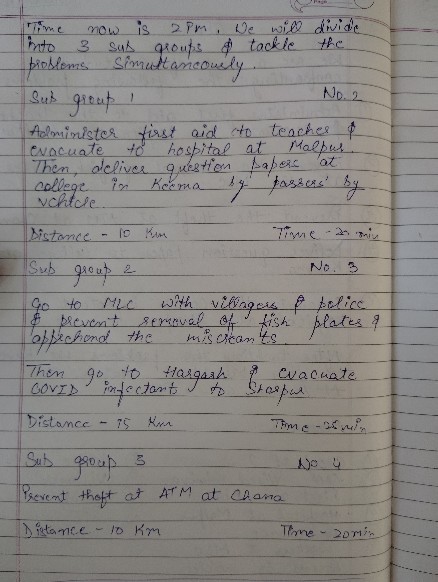 Time now is 2 Pm. We will divide
into 3 sub groups & tackle the
problems simultaneously.
Sub group 1 No. 2
Administer first aid to teacher &
evacuate to hospital at Malpur.
Then, deliver question papers at
college in Keema by passers' by
vehicle.
Distance - 10 Km Time - 20 min
Sub group 2 No. 3
Go to MLC with villagers & police
& prevent removal of fish plates &
apprehend the miscreants.
Then go to Hargarh & evacuate
COVID infectant to
Distance - 15 Km Time - 25 min
Sub group 3 No 4
Prevent theft at ATM at Chana
Distance - 10 Km Time - 20 min